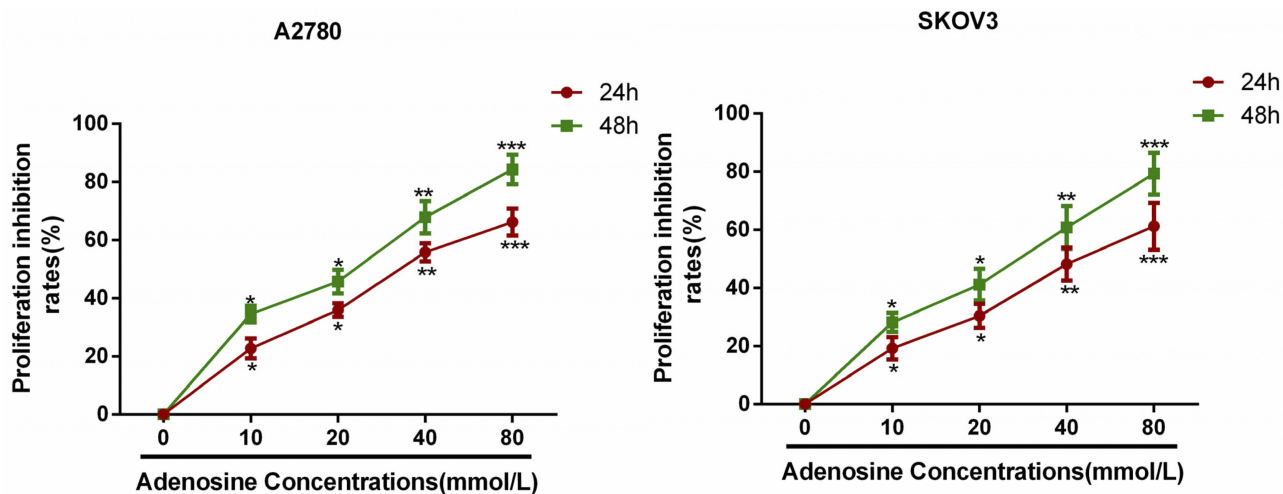 A2780
24h
48h
Proliferation inhibition
rates(%)
100
80
60
40
20
0
***
**
*
*
***
**
*
*
0 10 20 40 80
Adenosine Concentrations(mmol/L)
SKOV3
24h
48h
Proliferation inhibition
rates(%)
100
80
60
40
20
0
***
**
*
*
***
**
*
*
0 10 20 40 80
Adenosine Concentrations(mmol/L)